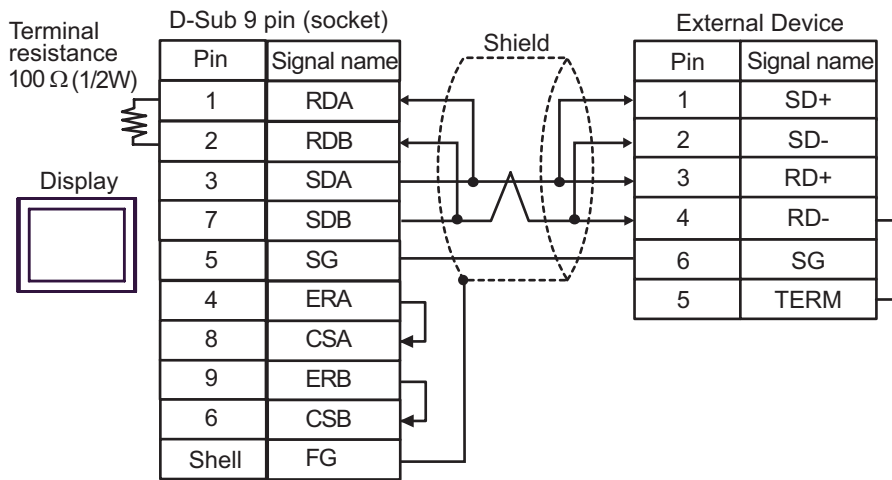 Terminal
resistance
100 Ω (1/2W)
D-Sub 9 pin (socket)
Pin Signal name
1 RDA
2 RDB
3 SDA
7 SDB
5 SG
4 ERA
8 CSA
9 ERB
6 CSB
Shell FG
Display
Shield
External Device
Pin Signal name
1 SD+
2 SD-
3 RD+
4 RD-
6 SG
5 TERM